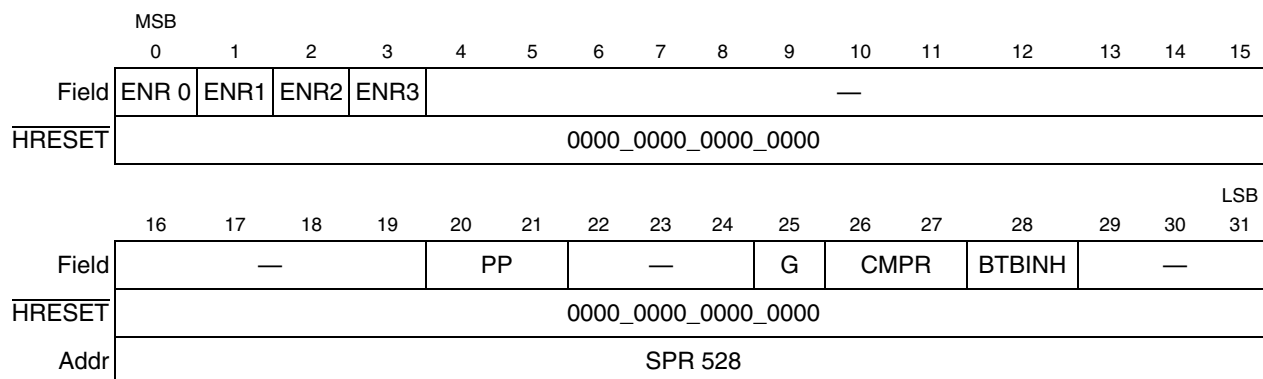 MSB
0 1 2 3 4 5 6 7 8 9 10 11 12 13 14 15
Field ENR 0 ENR1 ENR2 ENR3 —
HRESET 0000_0000_0000_0000
LSB
16 17 18 19 20 21 22 23 24 25 26 27 28 29 30 31
Field — PP — G CMPR BTBINH —
HRESET 0000_0000_0000_0000
Addr SPR 528